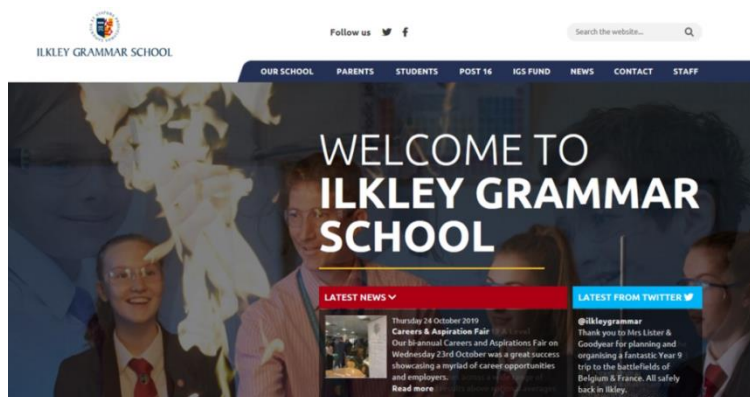 ILKLEY GRAMMAR SCHOOL
Follow us
Search the website...
OUR SCHOOL PARENTS STUDENTS POST 16 IGS FUND NEWS CONTACT STAFF
WELCOME TO
ILKLEY GRAMMAR
SCHOOL
LATEST NEWS
Thursday 24 October 2019
Careers & Aspiration Fair
Our bi-annual Careers and Aspirations Fair on
Wednesday 23rd October was a great success
showcasing a myriad of career opportunities
and employers.
Read more
LATEST FROM TWITTER
@ilkleygrammar
Thank you to Mrs Lister &
Goodyear for planning and
organising a fantastic Year 9
trip to the battlefields of
Belgium & France. All safely
back in Ilkley.